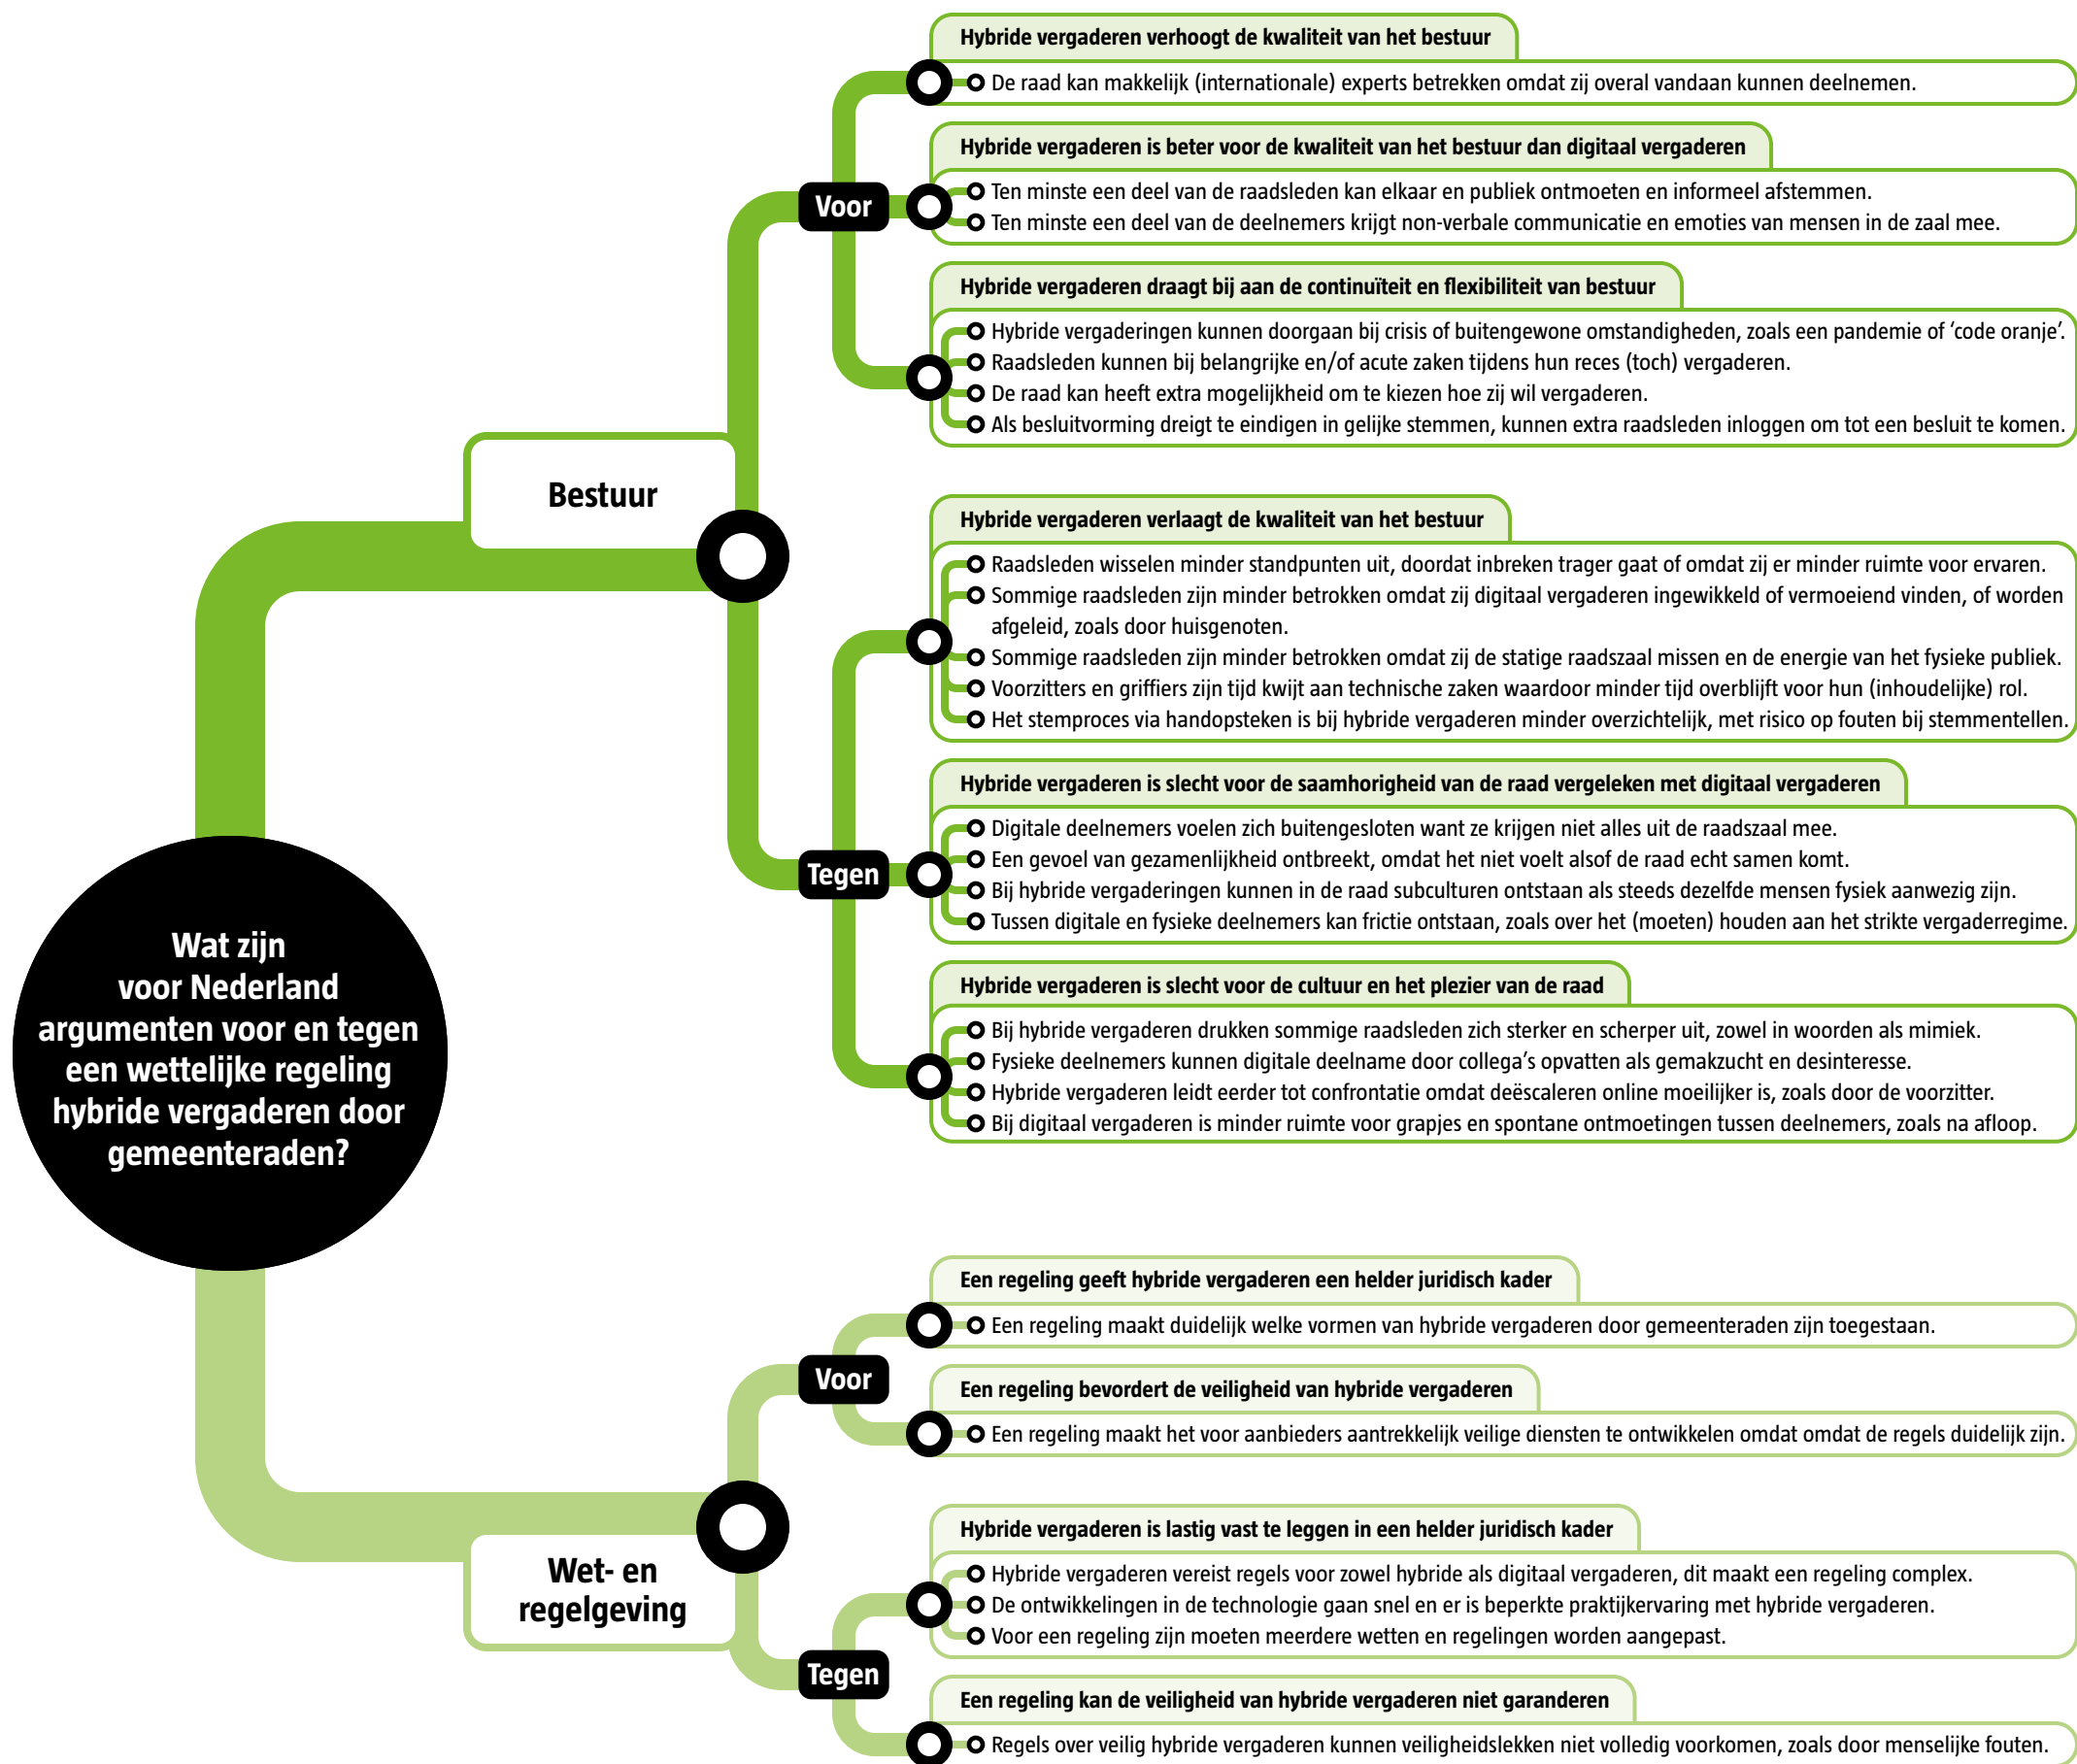 Wat zijn
voor Nederland
argumenten voor en tegen
een wettelijke regeling
hybride vergaderen door
gemeenteraden?
Bestuur
Voor
Hybride vergaderen verhoogt de kwaliteit van het bestuur
De raad kan makkelijk (internationale) experts betrekken omdat zij overal vandaan kunnen deelnemen.
Hybride vergaderen is beter voor de kwaliteit van het bestuur dan digitaal vergaderen
Ten minste een deel van de raadsleden kan elkaar en publiek ontmoeten en informeel afstemmen.
Ten minste een deel van de deelnemers krijgt non-verbale communicatie en emoties van mensen in de zaal mee.
Hybride vergaderen draagt bij aan de continuïteit en flexibiliteit van bestuur
Hybride vergaderingen kunnen doorgaan bij crisis of buitengewone omstandigheden, zoals een pandemie of ‘code oranje’.
Raadsleden kunnen bij belangrijke en/of acute zaken tijdens hun reces (toch) vergaderen.
De raad kan heeft extra mogelijkheid om te kiezen hoe zij wil vergaderen.
Als besluitvorming dreigt te eindigen in gelijke stemmen, kunnen extra raadsleden inloggen om tot een besluit te komen.
Tegen
Hybride vergaderen verlaagt de kwaliteit van het bestuur
Raadsleden wisselen minder standpunten uit, doordat inbreken trager gaat of omdat zij er minder ruimte voor ervaren.
Sommige raadsleden zijn minder betrokken omdat zij digitaal vergaderen ingewikkeld of vermoeiend vinden, of worden
afgeleid, zoals door huisgenoten.
Sommige raadsleden zijn minder betrokken omdat zij de statige raadszaal missen en de energie van het fysieke publiek.
Voorzitters en griffiers zijn tijd kwijt aan technische zaken waardoor minder tijd overblijft voor hun (inhoudelijke) rol.
Het stemproces via handopsteken is bij hybride vergaderen minder overzichtelijk, met risico op fouten bij stemmentellen.
Hybride vergaderen is slecht voor de saamhorigheid van de raad vergeleken met digitaal vergaderen
Digitale deelnemers voelen zich buitengesloten want ze krijgen niet alles uit de raadszaal mee.
Een gevoel van gezamenlijkheid ontbreekt, omdat het niet voelt alsof de raad echt samen komt.
Bij hybride vergaderingen kunnen in de raad subculturen ontstaan als steeds dezelfde mensen fysiek aanwezig zijn.
Tussen digitale en fysieke deelnemers kan frictie ontstaan, zoals over het (moeten) houden aan het strikte vergaderregime.
Hybride vergaderen is slecht voor de cultuur en het plezier van de raad
Bij hybride vergaderen drukken sommige raadsleden zich sterker en scherper uit, zowel in woorden als mimiek.
Fysieke deelnemers kunnen digitale deelname door collega’s opvatten als gemakzucht en desinteresse.
Hybride vergaderen leidt eerder tot confrontatie omdat deëscaleren online moeilijker is, zoals door de voorzitter.
Bij digitaal vergaderen is minder ruimte voor grapjes en spontane ontmoetingen tussen deelnemers, zoals na afloop.
Wet- en
regelgeving
Voor
Een regeling geeft hybride vergaderen een helder juridisch kader
Een regeling maakt duidelijk welke vormen van hybride vergaderen door gemeenteraden zijn toegestaan.
Een regeling bevordert de veiligheid van hybride vergaderen
Een regeling maakt het voor aanbieders aantrekkelijk veilige diensten te ontwikkelen omdat omdat de regels duidelijk zijn.
Tegen
Hybride vergaderen is lastig vast te leggen in een helder juridisch kader
Hybride vergaderen vereist regels voor zowel hybride als digitaal vergaderen, dit maakt een regeling complex.
De ontwikkelingen in de technologie gaan snel en er is beperkte praktijkervaring met hybride vergaderen.
Voor een regeling zijn moeten meerdere wetten en regelingen worden aangepast.
Een regeling kan de veiligheid van hybride vergaderen niet garanderen
Regels over veilig hybride vergaderen kunnen veiligheidslekken niet volledig voorkomen, zoals door menselijke fouten.